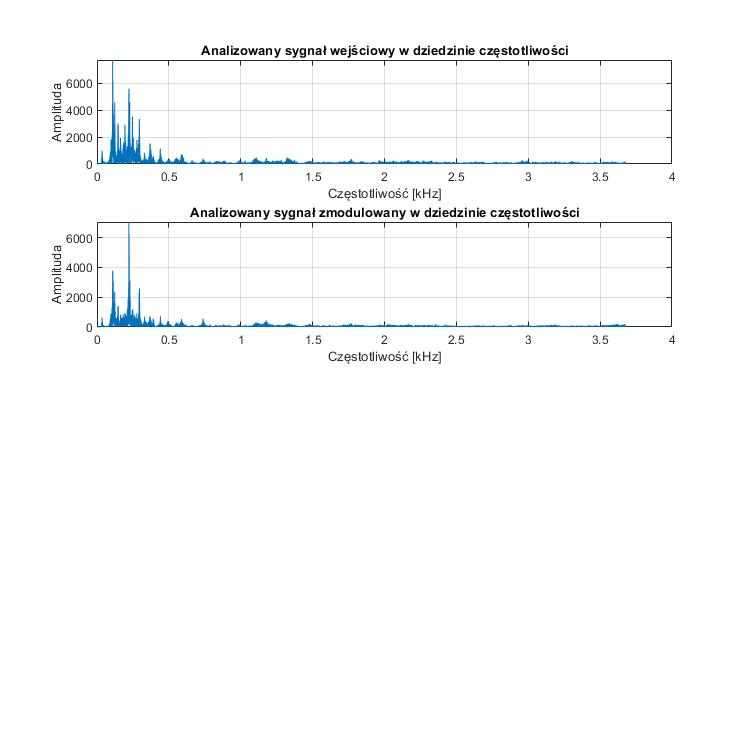 Analizowany sygnał wejściowy w dziedzinie częstotliwości
Amplituda
6000
4000
2000
0
0 0.5 1 1.5 2 2.5 3 3.5 4
Częstotliwość [kHz]
Analizowany sygnał zmodulowany w dziedzinie częstotliwości
Amplituda
6000
4000
2000
0
0 0.5 1 1.5 2 2.5 3 3.5 4
Częstotliwość [kHz]